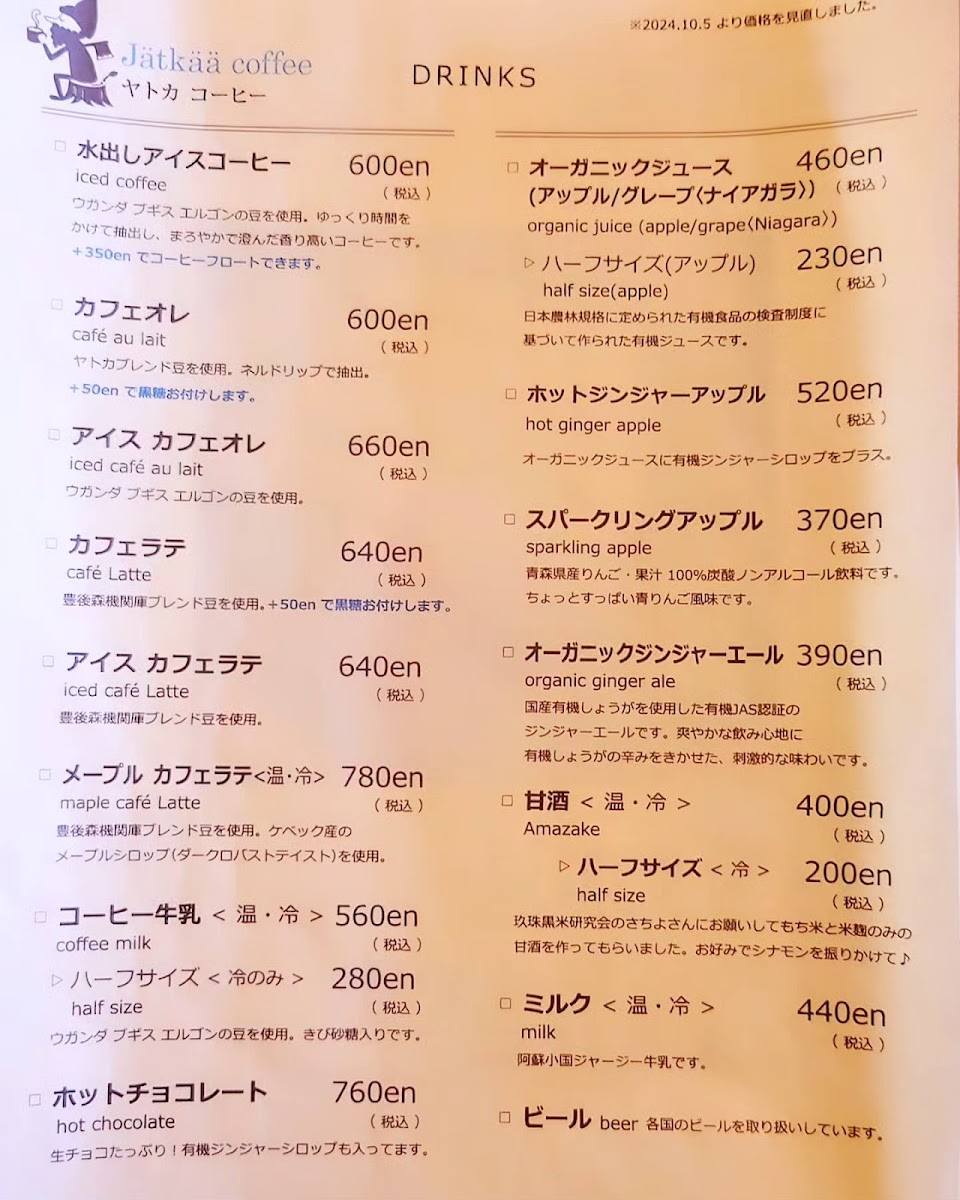 ※2024.10.5 より価格を見直しました。
Jätkää coffee
ヤトカ コーヒー
DRINKS
□ 水出しアイスコーヒー 600en
iced coffee （税込）
ウガンダ ブギス エルゴンの豆を使用。ゆっくり時間を
かけて抽出し、まろやかで澄んだ香り高いコーヒーです。
＋350en でコーヒーフロートできます。
□ カフェオレ 600en
café au lait （税込）
ヤトカブレンド豆を使用。ネルドリップで抽出。
＋50en で黒糖お付けします。
□ アイス カフェオレ 660en
iced café au lait （税込）
ウガンダ ブギス エルゴンの豆を使用。
□ カフェラテ 640en
café Latte （税込）
豊後森機関庫ブレンド豆を使用。＋50en で黒糖お付けします。
□ アイス カフェラテ 640en
iced café Latte （税込）
豊後森機関庫ブレンド豆を使用。
□ メープル カフェラテ<温・冷> 780en
maple café Latte （税込）
豊後森機関庫ブレンド豆を使用。ケベック産の
メープルシロップ（ダークロバストテイスト）を使用。
□ コーヒー牛乳 < 温・冷 > 560en
coffee milk （税込）
▷ ハーフサイズ < 冷のみ > 280en
half size （税込）
ウガンダ ブギス エルゴンの豆を使用。きび砂糖入りです。
□ ホットチョコレート 760en
hot chocolate （税込）
生チョコたっぷり！有機ジンジャーシロップも入ってます。
□ オーガニックジュース 460en
(アップル/グレープ〈ナイアガラ〉) （税込）
organic juice (apple/grape〈Niagara〉)
▷ ハーフサイズ(アップル) 230en
half size(apple) （税込）
日本農林規格に定められた有機食品の検査制度に
基づいて作られた有機ジュースです。
□ ホットジンジャーアップル 520en
hot ginger apple （税込）
オーガニックジュースに有機ジンジャーシロップをプラス。
□ スパークリングアップル 370en
sparkling apple （税込）
青森県産りんご・果汁 100%炭酸ノンアルコール飲料です。
ちょっとすっぱい青りんご風味です。
□ オーガニックジンジャーエール 390en
organic ginger ale （税込）
国産有機しょうがを使用した有機JAS認証の
ジンジャーエールです。爽やかな飲み心地に
有機しょうがの辛みをきかせた、刺激的な味わいです。
□ 甘酒 < 温・冷 > 400en
Amazake （税込）
▷ ハーフサイズ < 冷 > 200en
half size （税込）
玖珠黒米研究会のさちよさんにお願いしてもち米と米麹のみの
甘酒を作ってもらいました。お好みでシナモンを振りかけて♪
□ ミルク < 温・冷 > 440en
milk （税込）
阿蘇小国ジャージー牛乳です。
□ ビール beer 各国のビールを取り扱いしています。